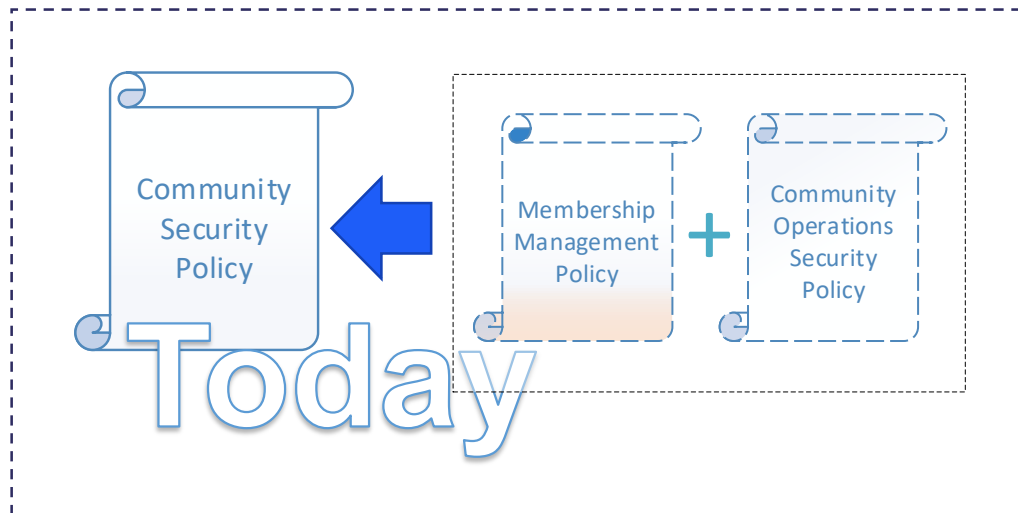 Community
Security
Policy
Membership
Management
Policy
+
Community
Operations
Security
Policy
Today